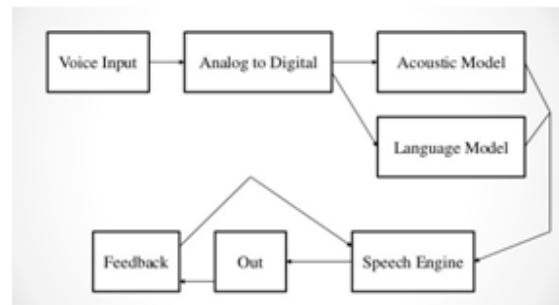 Voice Input
Analog to Digital
Acoustic Model
Language Model
Feedback
Out
Speech Engine